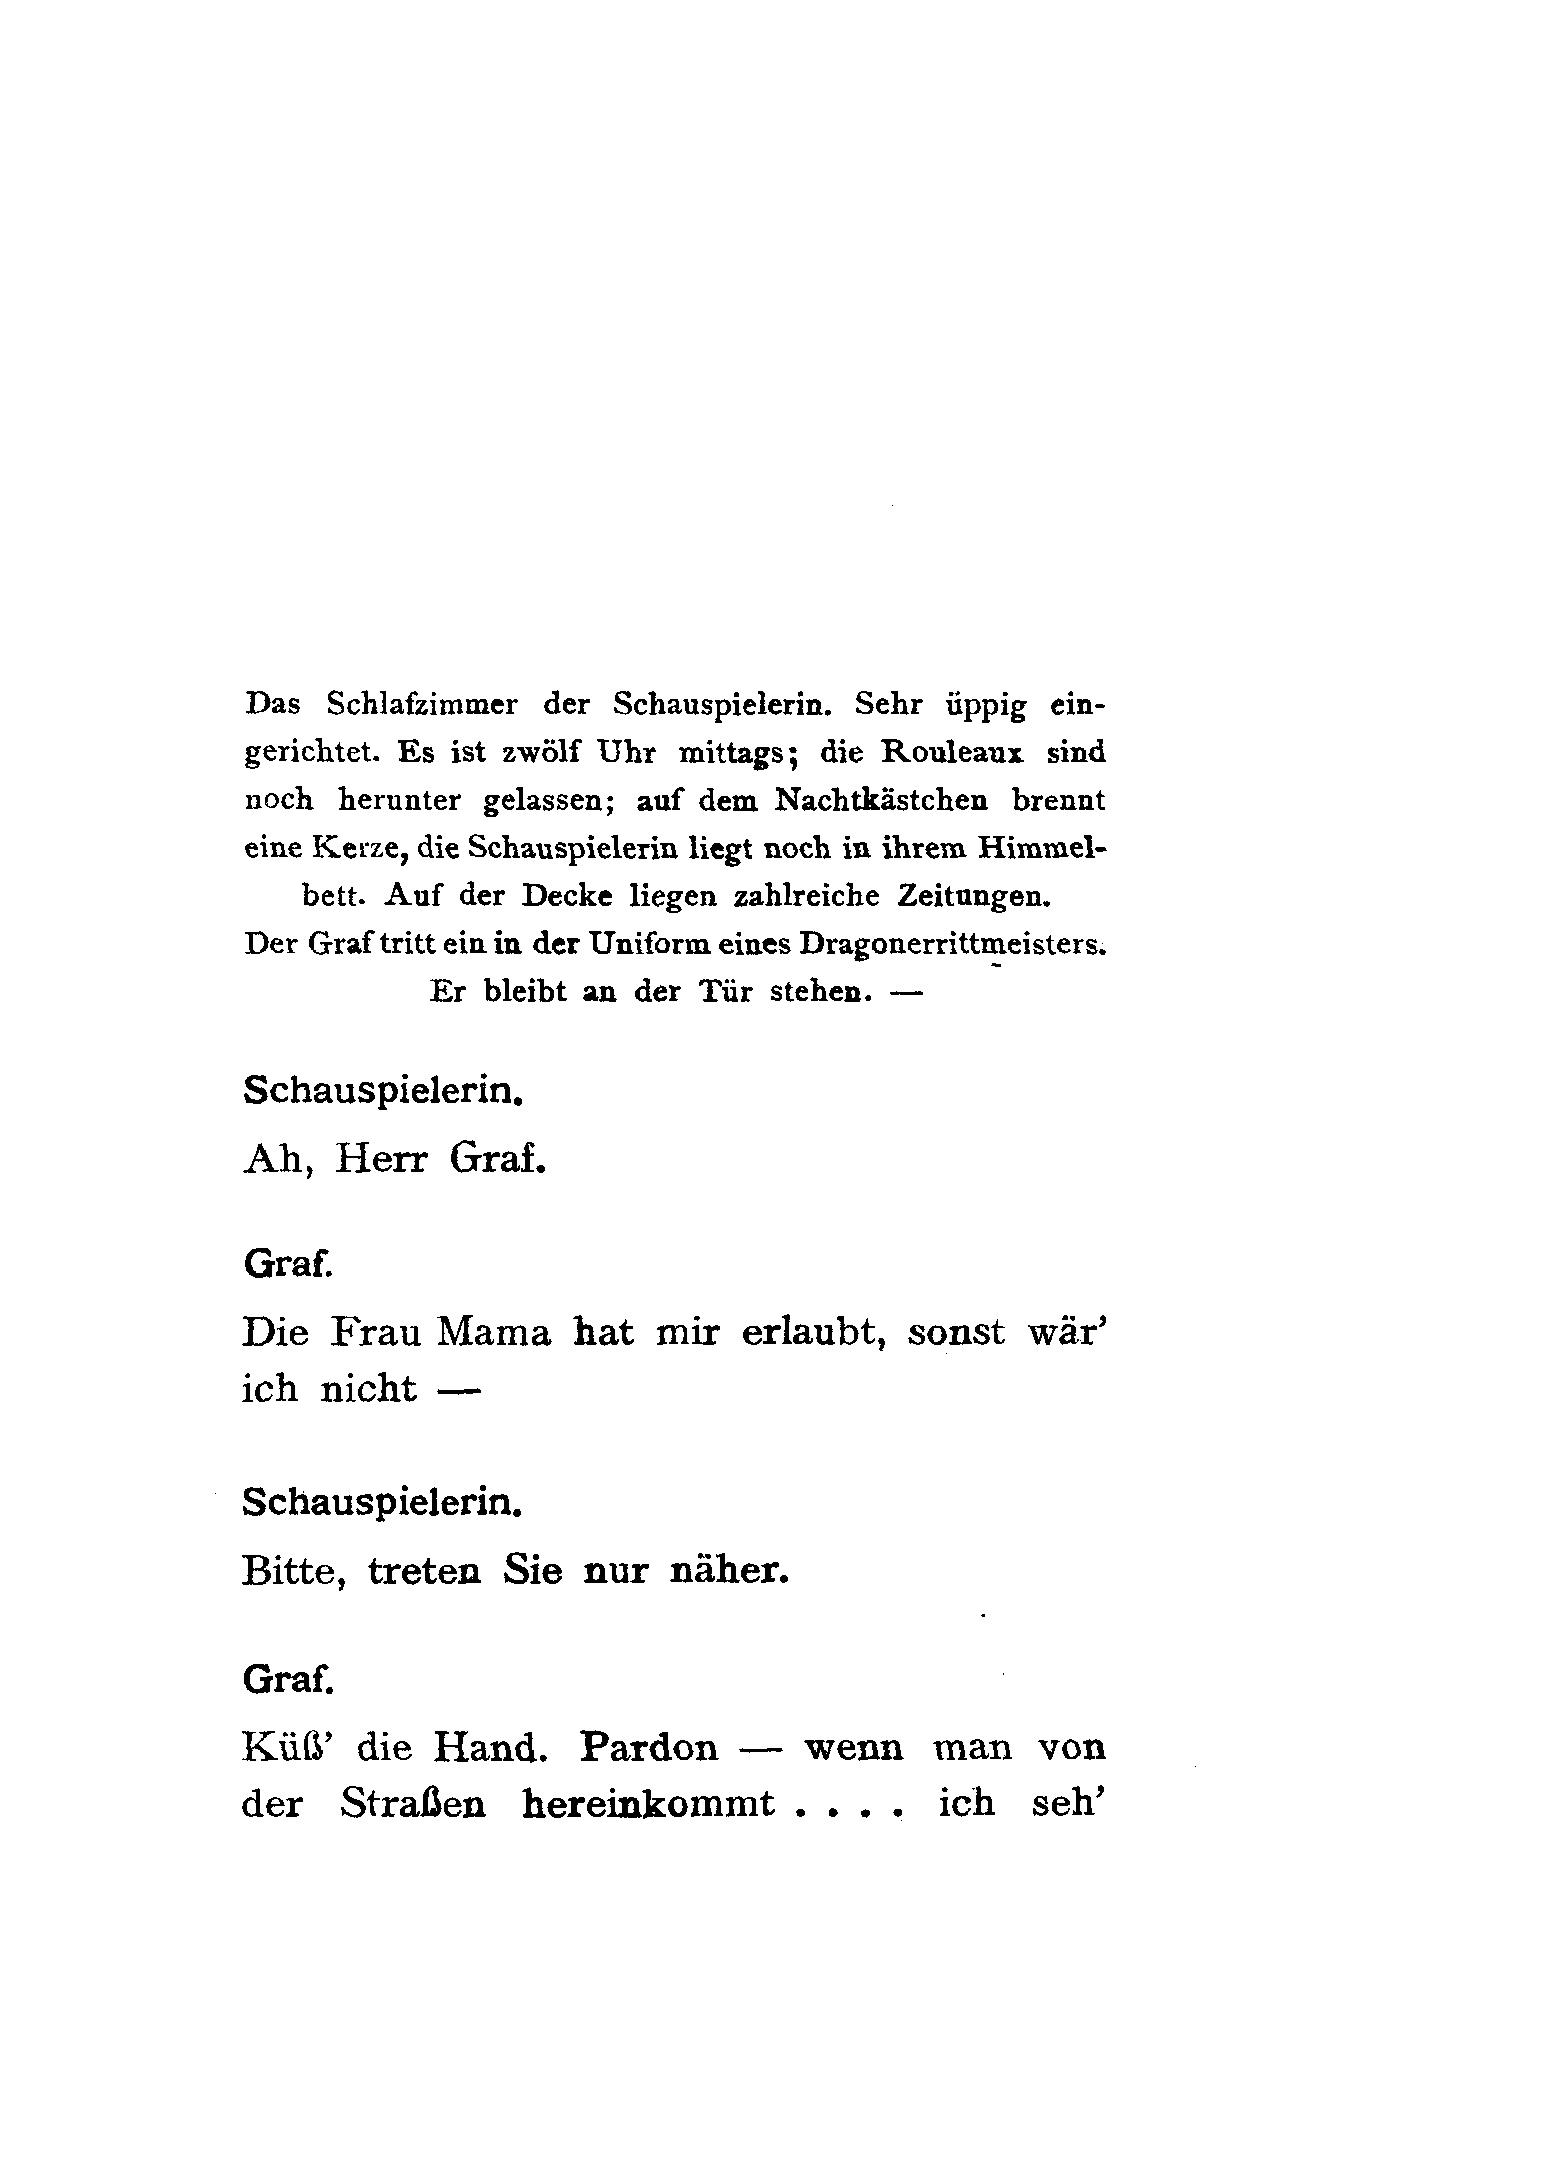 Das Schlafzimmer der Schauspielerin. Sehr üppig ein-
gerichtet. Es ist zwölf Uhr mittags; die Rouleaux sind
noch herunter gelassen; auf dem Nachtkästchen brennt
eine Kerze, die Schauspielerin liegt noch in ihrem Himmel-
bett. Auf der Decke liegen zahlreiche Zeitungen.
Der Graf tritt ein in der Uniform eines Dragonerrittmeisters.
Er bleibt an der Tür stehen. —
Schauspielerin.
Ah, Herr Graf.
Graf.
Die Frau Mama hat mir erlaubt, sonst wär’
ich nicht —
Schauspielerin.
Bitte, treten Sie nur näher.
Graf.
Küß’ die Hand. Pardon — wenn man von
der Straßen hereinkommt . . . . ich seh’